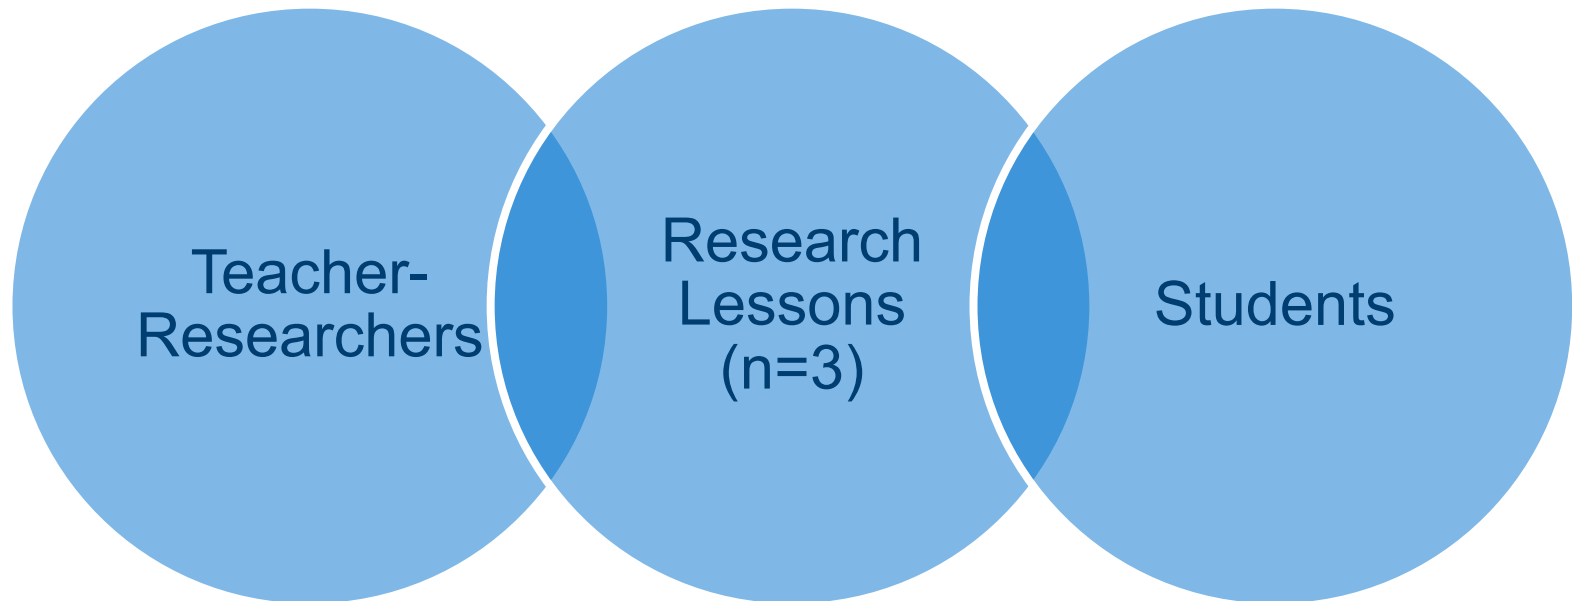 Teacher-
Researchers
Research
Lessons
(n=3)
Students